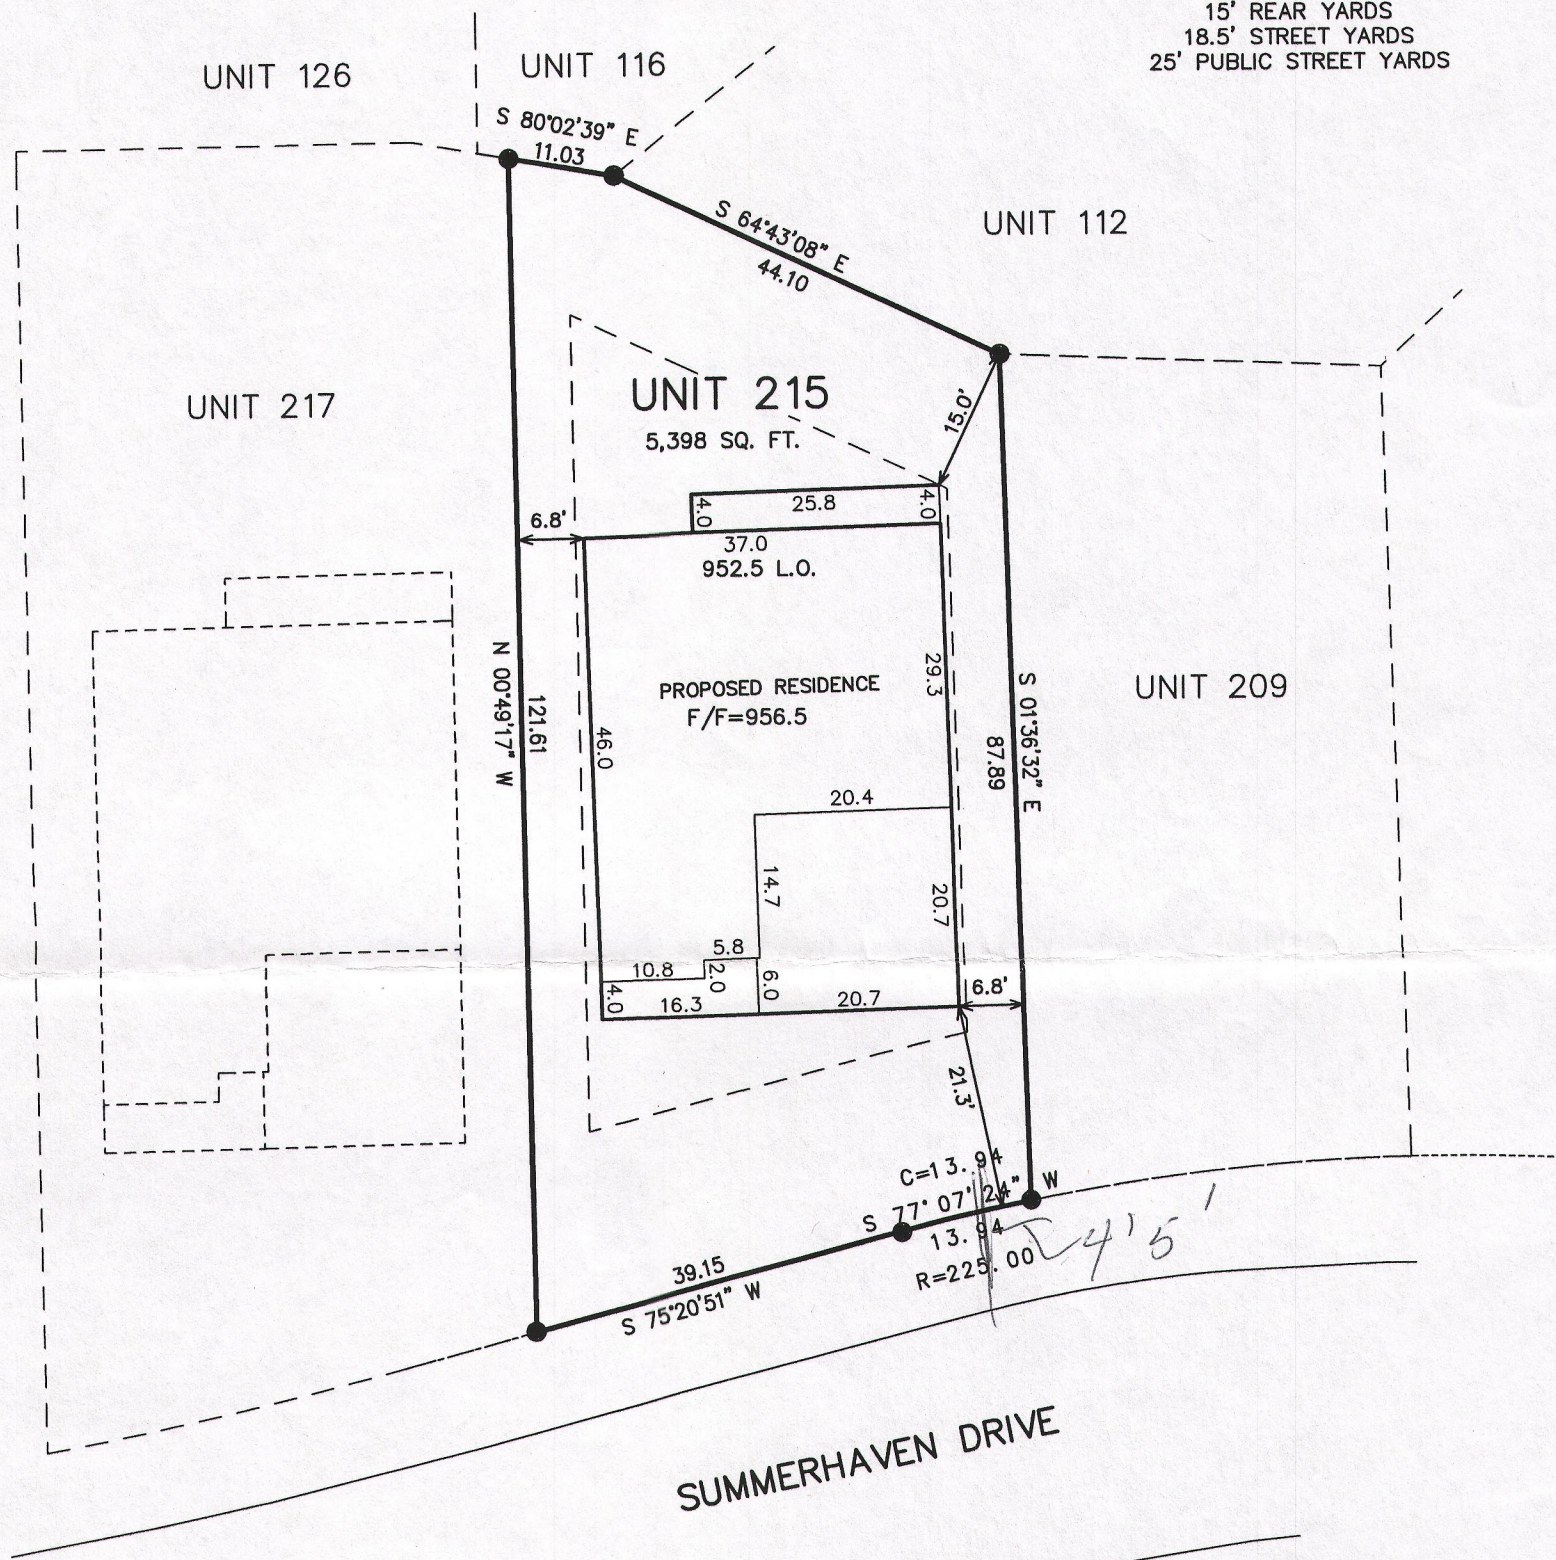 15' REAR YARDS
18.5' STREET YARDS
25' PUBLIC STREET YARDS
UNIT 126
UNIT 116
S 80°02'39" E
11.03
S 64°43'08" E
44.10
UNIT 112
UNIT 217
UNIT 215
5,398 SQ. FT.
15.0'
4.0
25.8
4.0
6.8'
37.0
952.5 L.O.
N 00°49'17" W
121.61
46.0
PROPOSED RESIDENCE
F/F=956.5
29.3
S 01°36'32" E
87.89
UNIT 209
20.4
14.7
20.7
5.8
10.8
2.0
6.0
4.0
16.3
20.7
6.8'
21.3'
C=13.94
S 77°07'24" W
13.94
R=225.00
4'5'
39.15
S 75°20'51" W
SUMMERHAVEN DRIVE